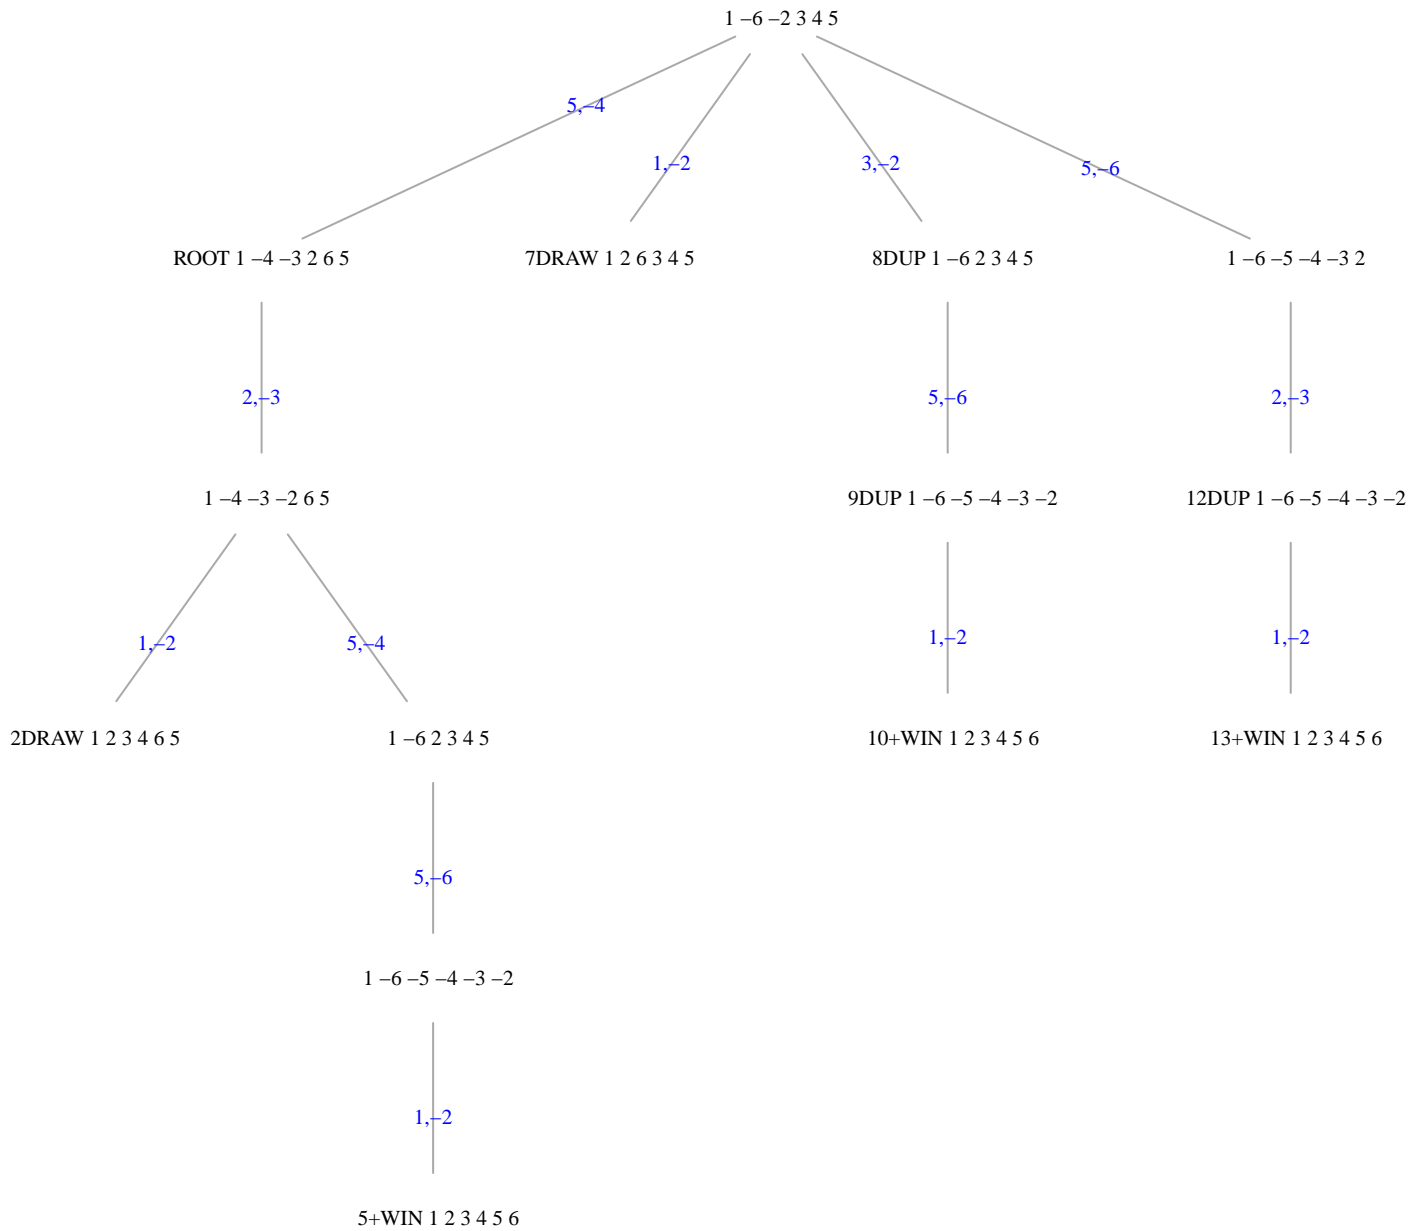 1 –6 –2 3 4 5
5,–4
1,–2
3,–2
5,–6
ROOT 1 –4 –3 2 6 5
7DRAW 1 2 6 3 4 5
8DUP 1 –6 2 3 4 5
1 –6 –5 –4 –3 2
2,–3
5,–6
2,–3
1 –4 –3 –2 6 5
9DUP 1 –6 –5 –4 –3 –2
12DUP 1 –6 –5 –4 –3 –2
1,–2
5,–4
1,–2
1,–2
2DRAW 1 2 3 4 6 5
1 –6 2 3 4 5
10+WIN 1 2 3 4 5 6
13+WIN 1 2 3 4 5 6
5,–6
1 –6 –5 –4 –3 –2
1,–2
5+WIN 1 2 3 4 5 6